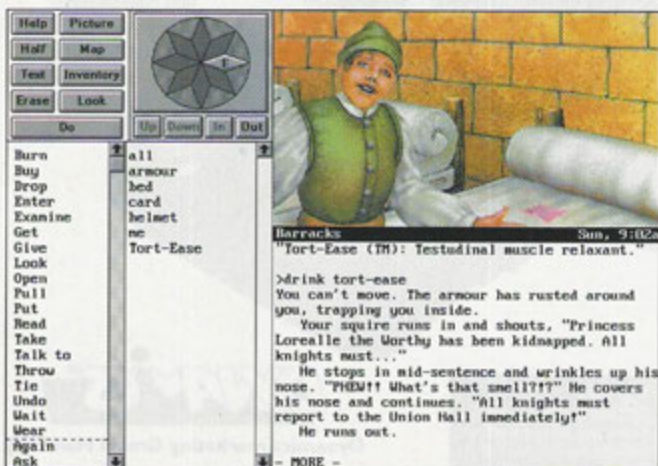 Help Picture
Half Map
Text Inventory
Erase Look
Do
E
Up Down In Out
Burn
Buy
Drop
Enter
Examine
Get
Give
Look
Open
Pull
Put
Read
Take
Talk to
Throw
Tie
Undo
Wait
Wear
Again
Ask
all
armour
bed
card
helmet
me
Tort-Ease
Barracks Sun, 9:02a
"Tort-Ease (TM): Testudinal muscle relaxant."
>drink tort-ease
You can't move. The armour has rusted around
you, trapping you inside.
Your squire runs in and shouts, "Princess
Lorealle the Worthy has been kidnapped. All
knights must..."
He stops in mid-sentence and wrinkles up his
nose. "PHEW!! What's that smell?!?" He covers
his nose and continues. "All knights must
report to the Union Hall immediately!"
He runs out.
- MORE -